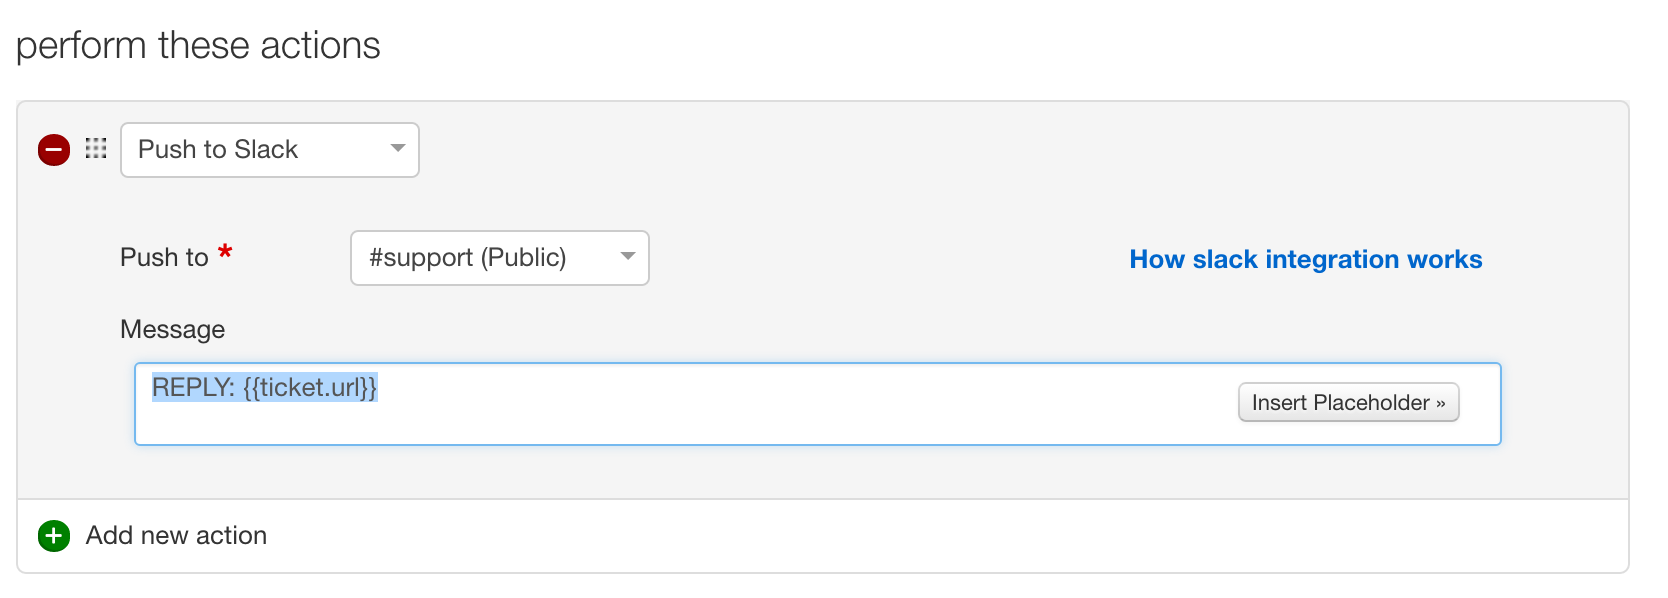 perform these actions
Push to Slack
Push to *
#support (Public)
How slack integration works
Message
REPLY: {{ticket.url}}
Insert Placeholder »
Add new action